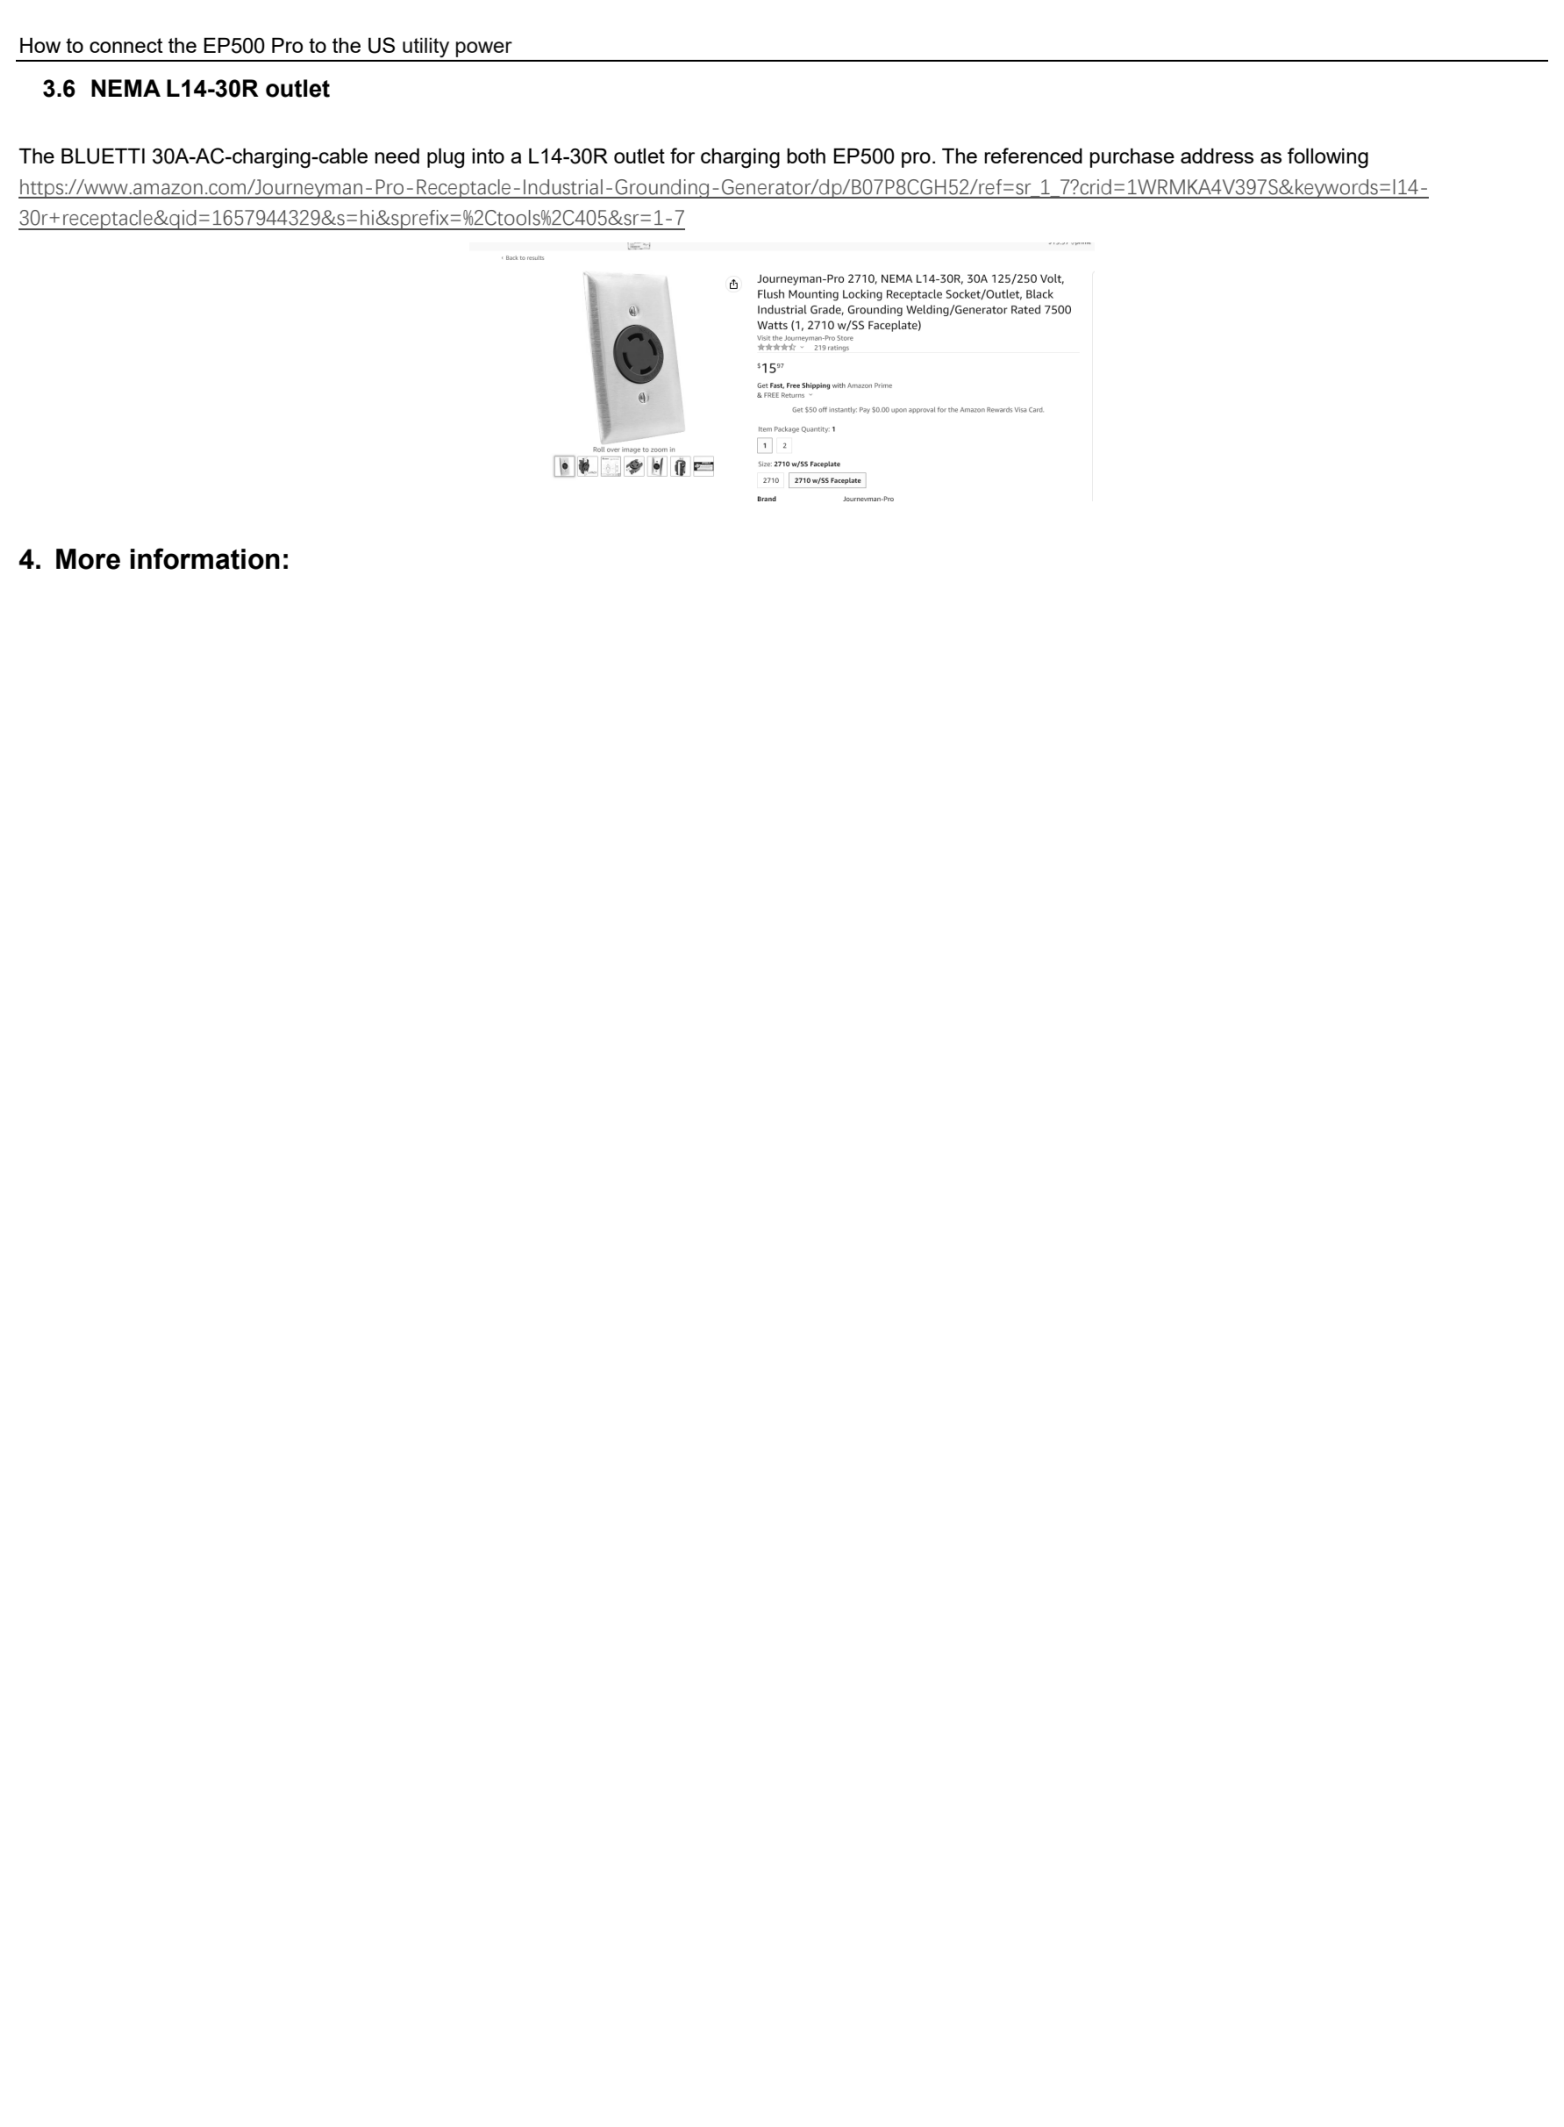 How to connect the EP500 Pro to the US utility power
3.6 NEMA L14-30R outlet
The BLUETTI 30A-AC-charging-cable need plug into a L14-30R outlet for charging both EP500 pro. The referenced purchase address as following
https://www.amazon.com/Journeyman-Pro-Receptacle-Industrial-Grounding-Generator/dp/B07P8CGH52/ref=sr_1_7?crid=1WRMKA4V397S&keywords=l14-
30r+receptacle&qid=1657944329&s=hi&sprefix=%2Ctools%2C405&sr=1-7
‹ Back to results
Journeyman-Pro 2710, NEMA L14-30R, 30A 125/250 Volt,
Flush Mounting Locking Receptacle Socket/Outlet, Black
Industrial Grade, Grounding Welding/Generator Rated 7500
Watts (1, 2710 w/SS Faceplate)
Visit the Journeyman-Pro Store
219 ratings
$15⁹⁷
Get Fast, Free Shipping with Amazon Prime
& FREE Returns
Get $50 off instantly: Pay $0.00 upon approval for the Amazon Rewards Visa Card.
Item Package Quantity: 1
1 2
Roll over image to zoom in
Size: 2710 w/SS Faceplate
2710 2710 w/SS Faceplate
Brand Journeyman-Pro
4. More information: